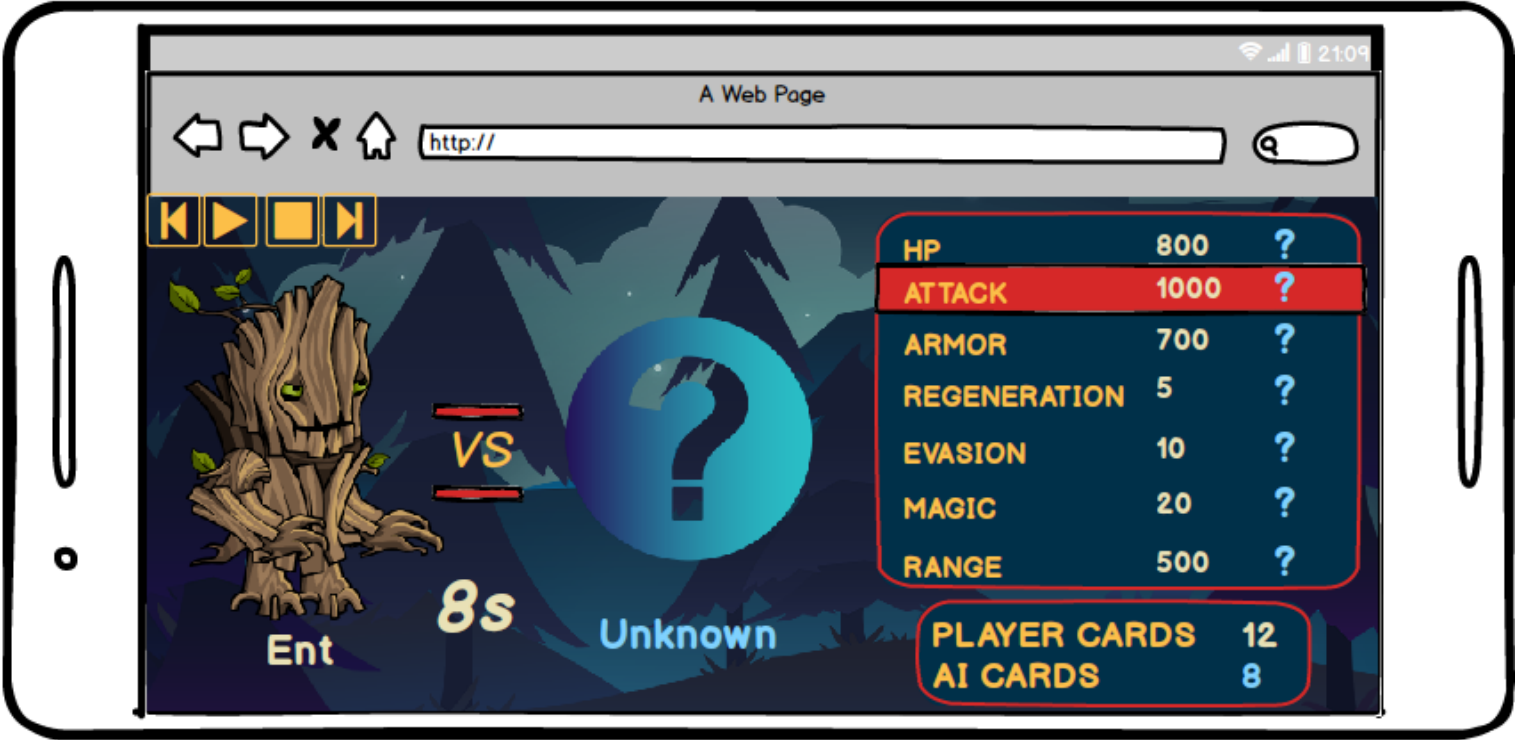 21:09
A Web Page
http://
HP 800 ?
ATTACK 1000 ?
ARMOR 700 ?
REGENERATION 5 ?
EVASION 10 ?
MAGIC 20 ?
RANGE 500 ?
VS
?
8s
Ent
Unknown
PLAYER CARDS 12
AI CARDS 8